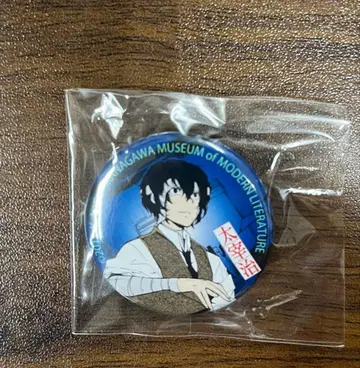 MUSEUM of MODERN LITERATURE
太宰治